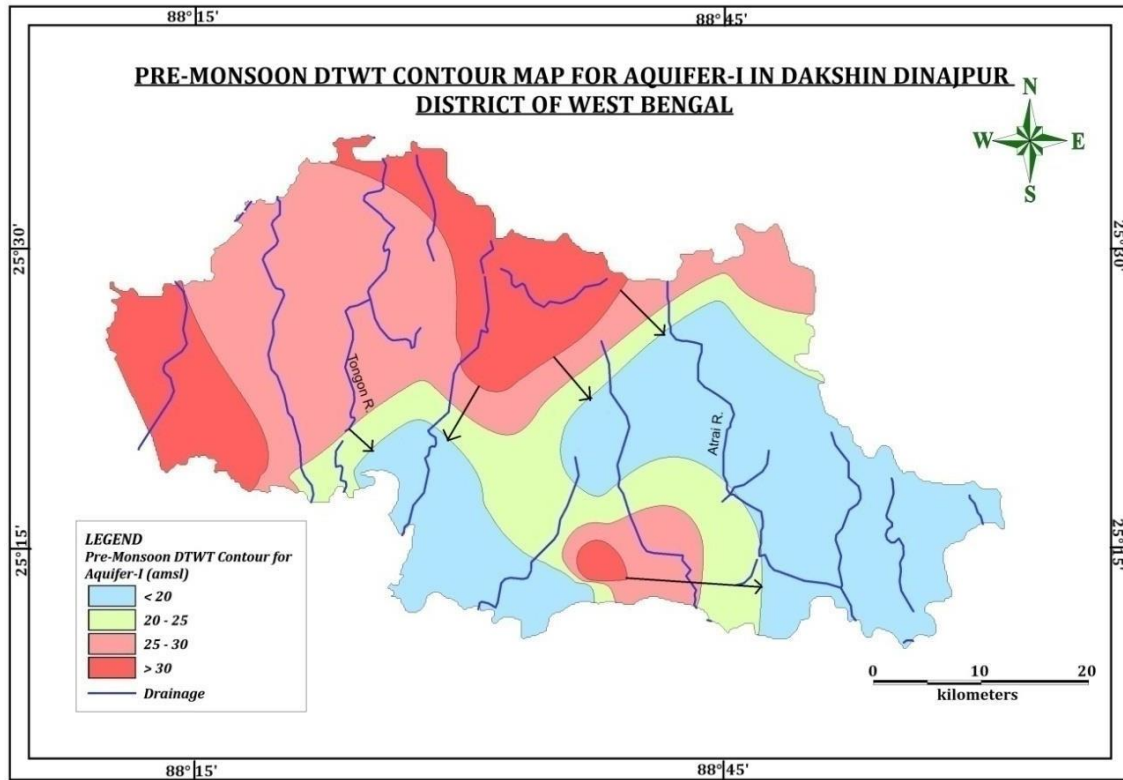 88° 15'
88° 45'
PRE-MONSOON DTWT CONTOUR MAP FOR AQUIFER-I IN DAKSHIN DINAJPUR
DISTRICT OF WEST BENGAL
N
W
E
S
25° 30'
25° 30'
Tongon R.
Atrai R.
25° 15'
25° 15'
LEGEND
Pre-Monsoon DTWT Contour for
Aquifer-I (amsl)
< 20
20 - 25
25 - 30
> 30
Drainage
0 10 20
kilometers
88° 15'
88° 45'